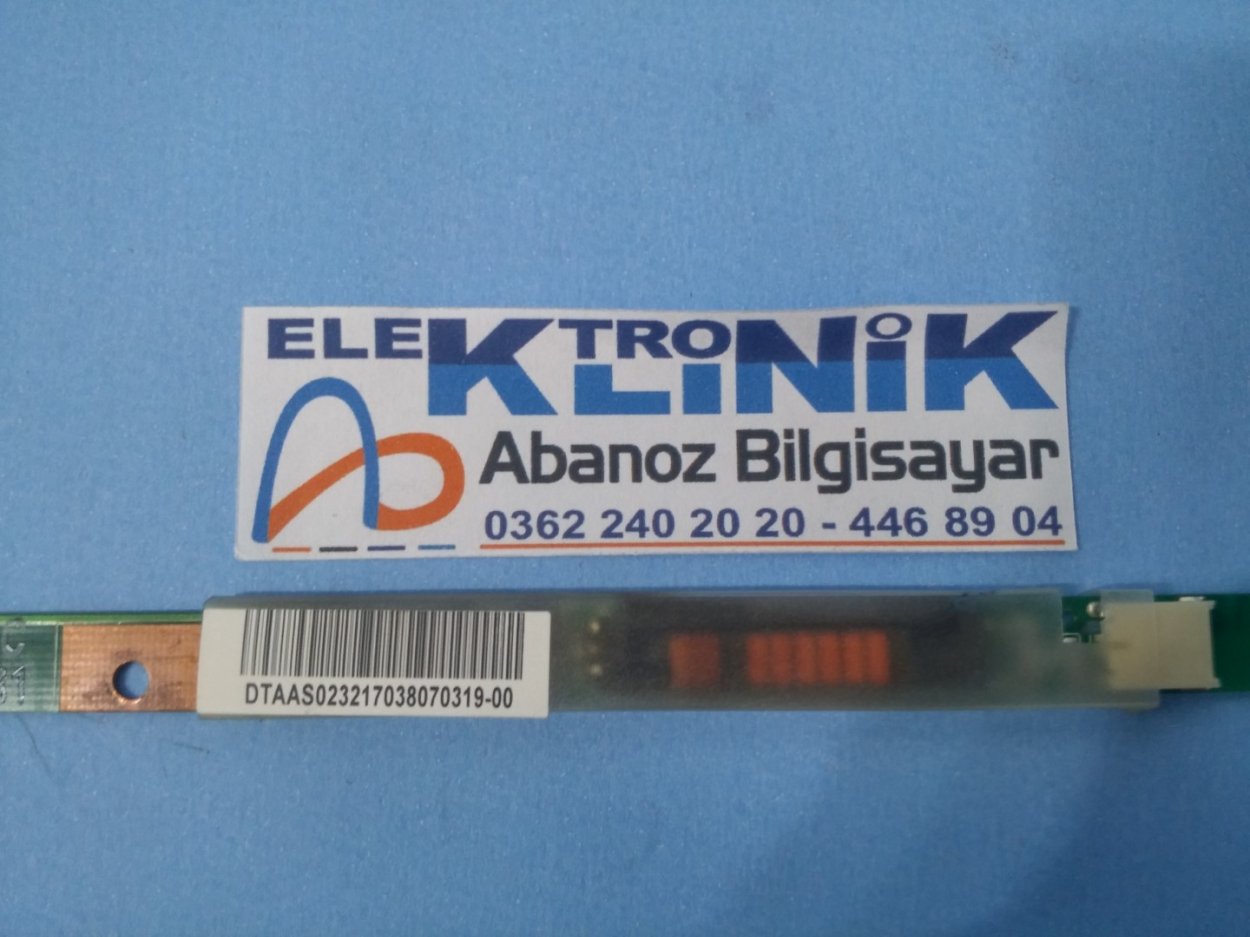 ELEKTRONİK
KLİNİK
Abanoz Bilgisayar
0362 240 20 20 - 446 89 04
DTAAS023217038070319-00